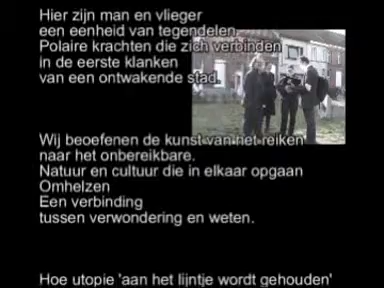 Hier zijn man en vlieger
een eenheid van tegendelen.
Polaire krachten die zich verbinden
in de eerste klanken
van een ontwakende stad.
Wij beoefenen de kunst van het reiken
naar het onbereikbare.
Natuur en cultuur die in elkaar opgaan
Omhelzen
Een verbinding
tussen verwondering en weten.
Hoe utopie 'aan het lijntje wordt gehouden'